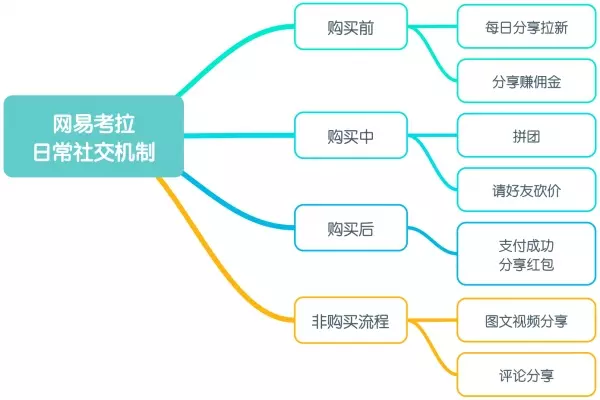 网易考拉
日常社交机制
购买前
每日分享拉新
分享赚佣金
购买中
拼团
请好友砍价
购买后
支付成功
分享红包
非购买流程
图文视频分享
评论分享